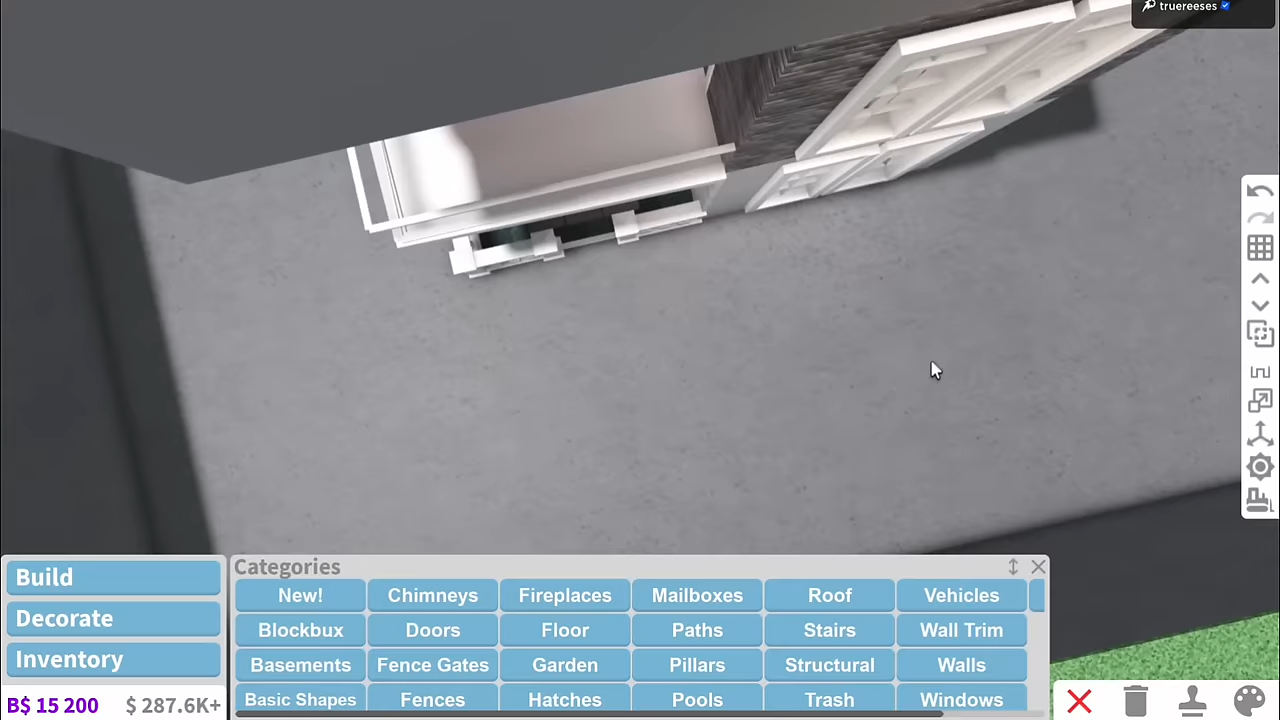 truereeses
Build
Decorate
Inventory
B$ 15 200 $ 287.6K+
Categories
New! Chimneys Fireplaces Mailboxes Roof Vehicles
Blockbux Doors Floor Paths Stairs Wall Trim
Basements Fence Gates Garden Pillars Structural Walls
Basic Shapes Fences Hatches Pools Trash Windows